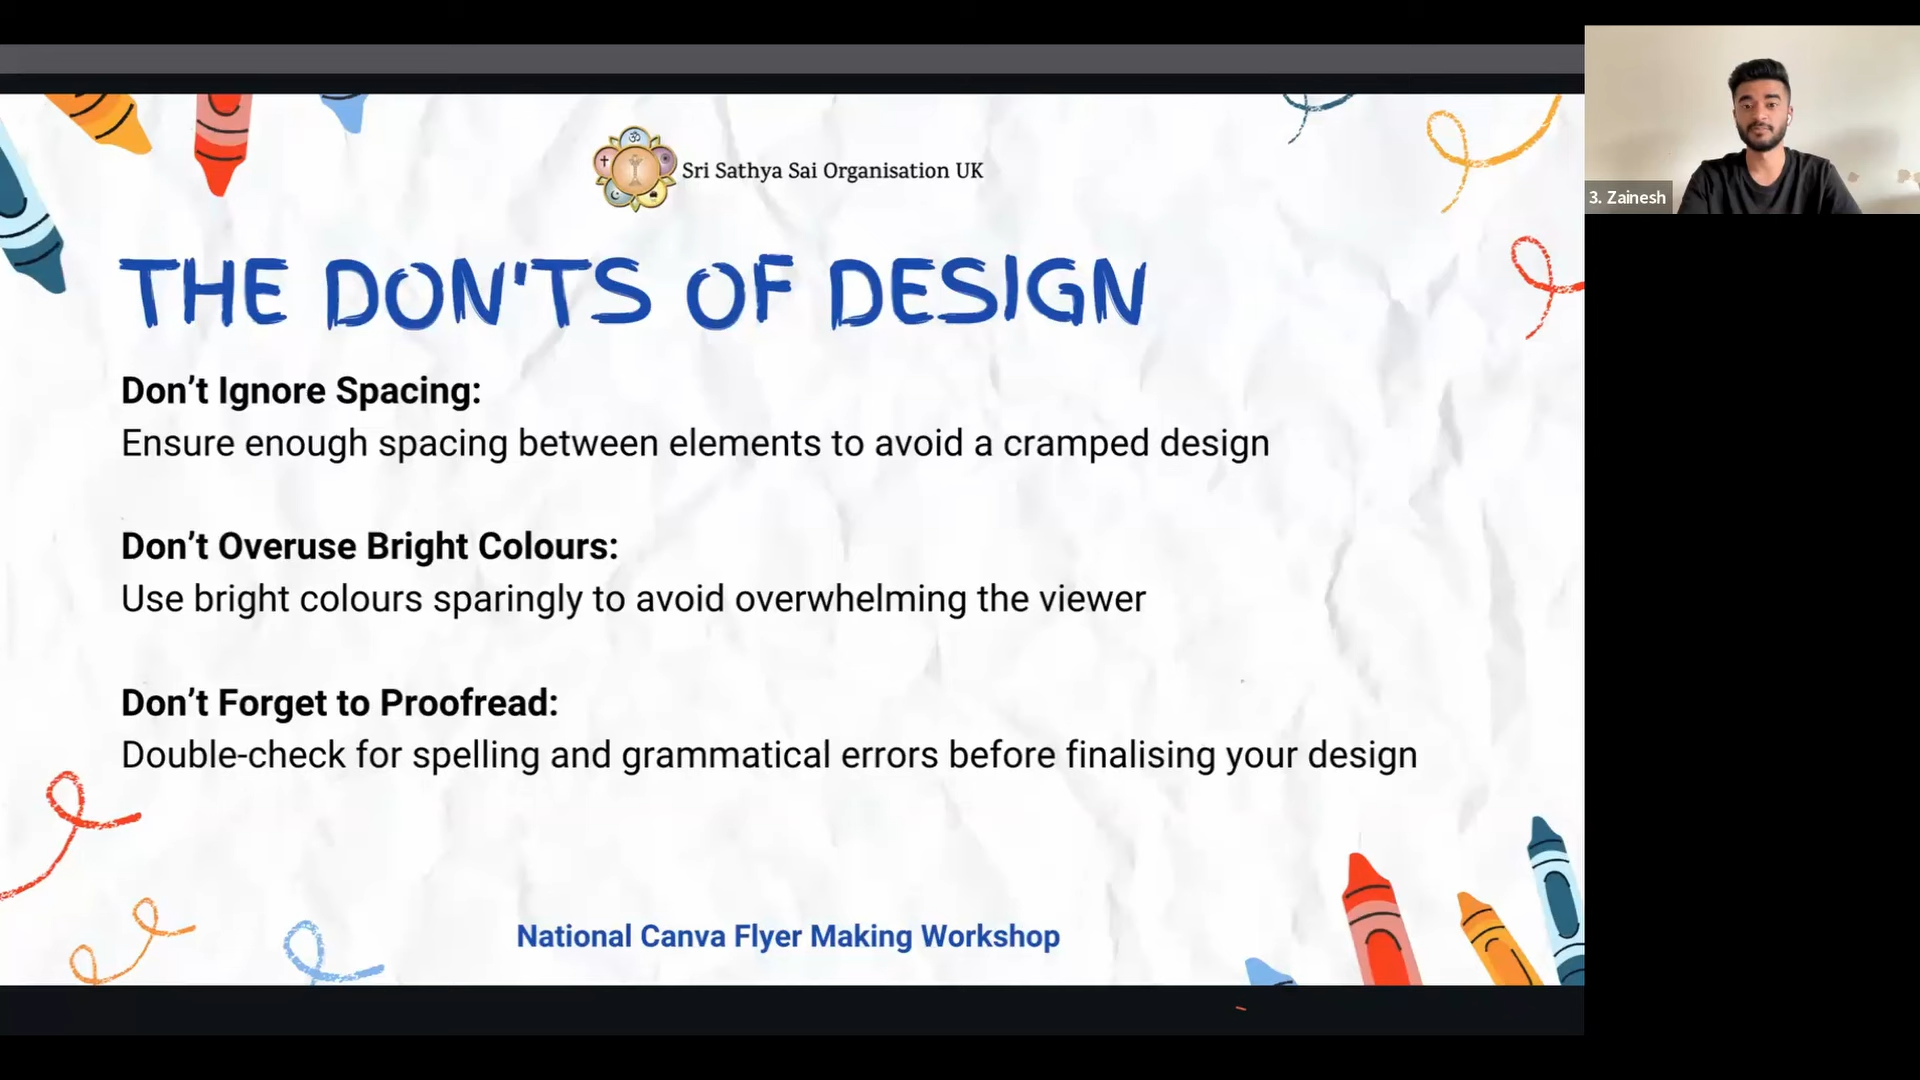 Sri Sathya Sai Organisation UK
THE DON'TS OF DESIGN
Don’t Ignore Spacing:
Ensure enough spacing between elements to avoid a cramped design
Don’t Overuse Bright Colours:
Use bright colours sparingly to avoid overwhelming the viewer
Don’t Forget to Proofread:
Double-check for spelling and grammatical errors before finalising your design
National Canva Flyer Making Workshop
3. Zainesh